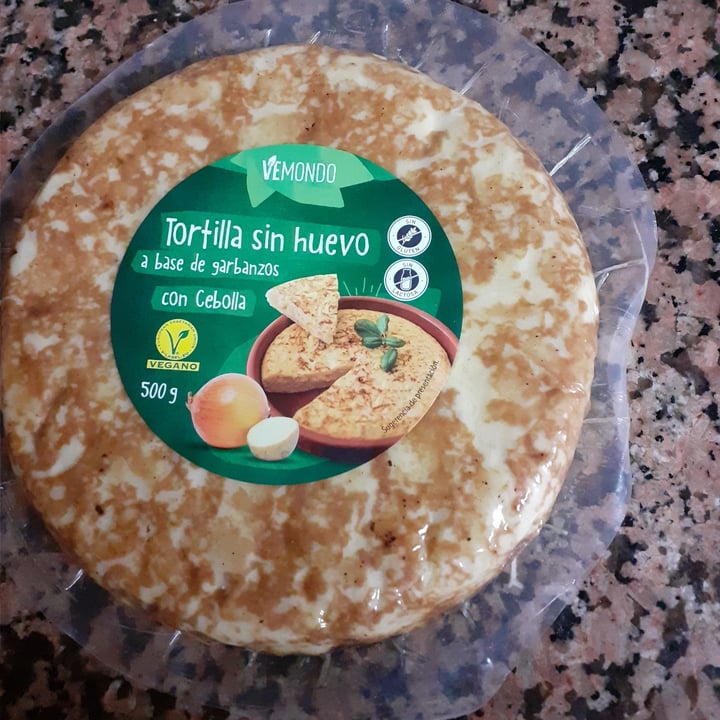 VEMONDO
Tortilla sin huevo
a base de garbanzos
con Cebolla
SIN
GLUTEN
SIN
LACTOSA
VEGANO
500 g
Sugerencia de presentación.